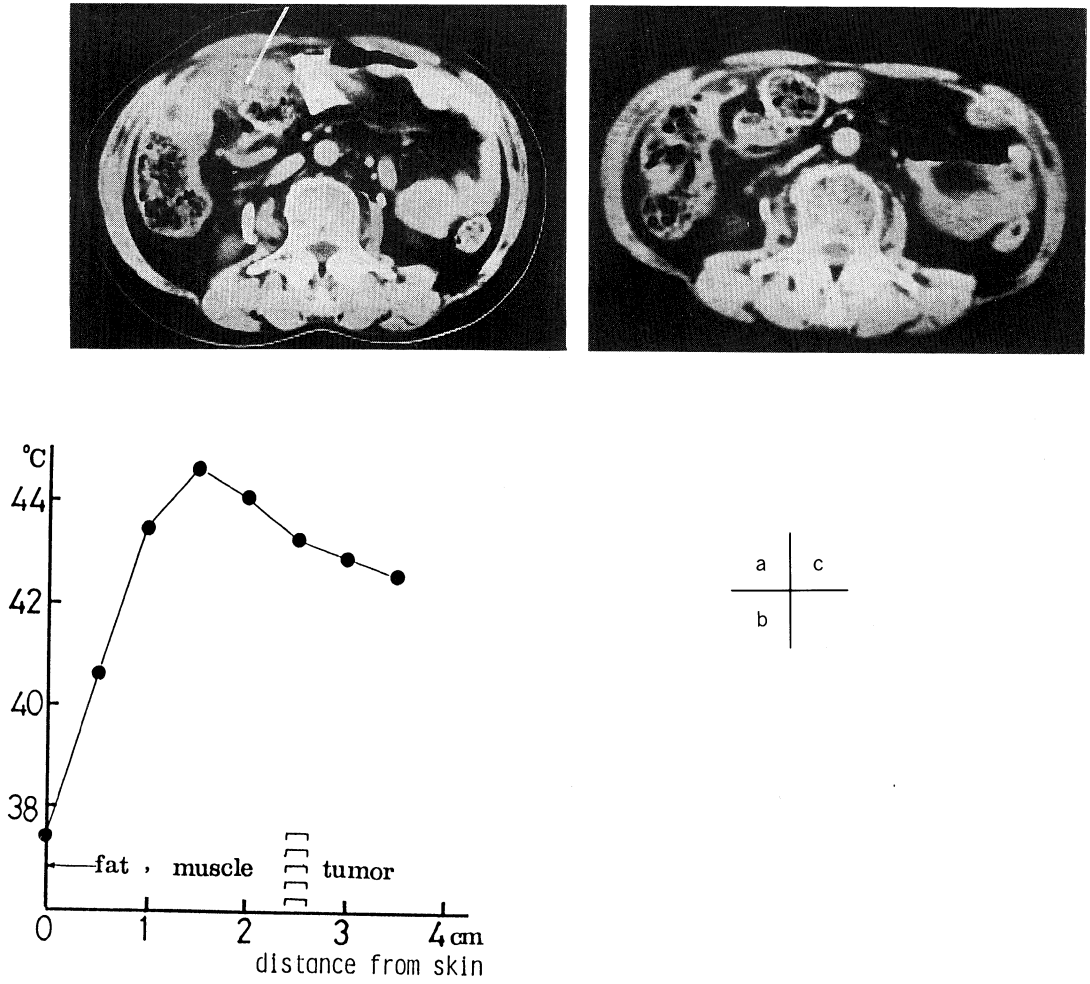 °C
44
42
40
38
fat , muscle tumor
0 1 2 3 4 cm
distance from skin
a c
b